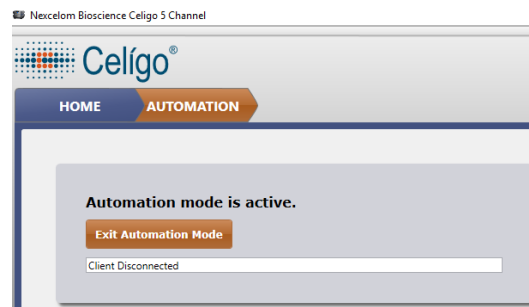 Nexcelom Bioscience Celigo 5 Channel
Celígo®
HOME AUTOMATION
Automation mode is active.
Exit Automation Mode
Client Disconnected